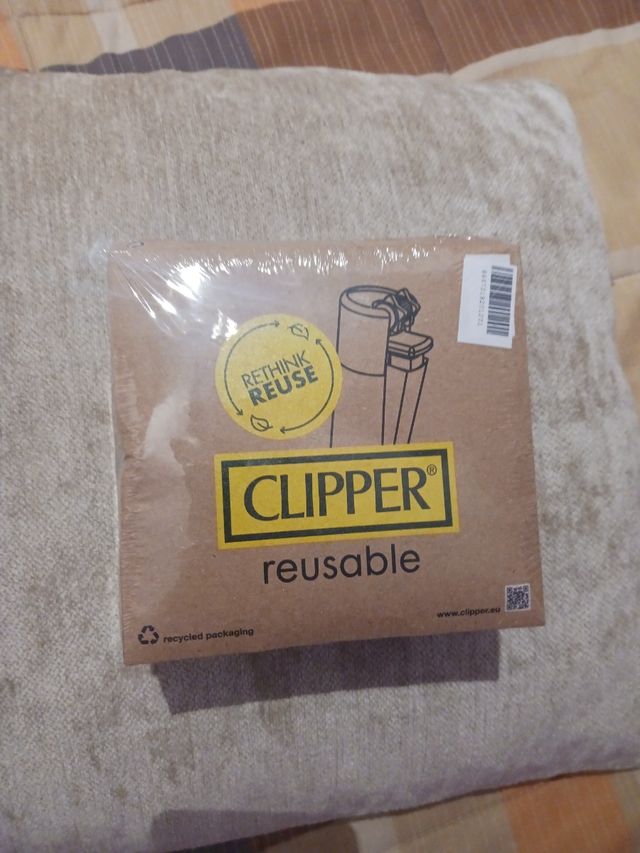 RETHINK
REUSE
CLIPPER®
reusable
recycled packaging
www.clipper.eu